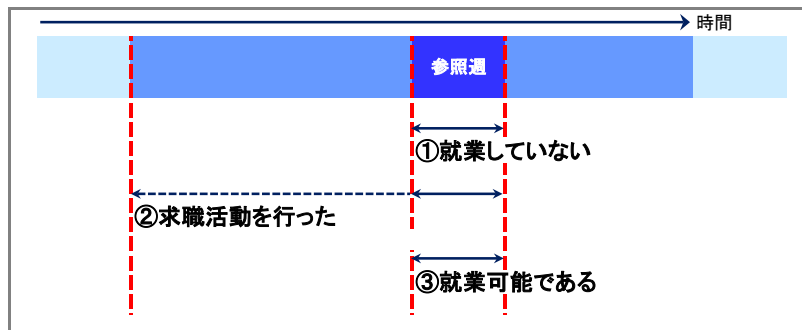 時間
参照週
①就業していない
②求職活動を行った
③就業可能である